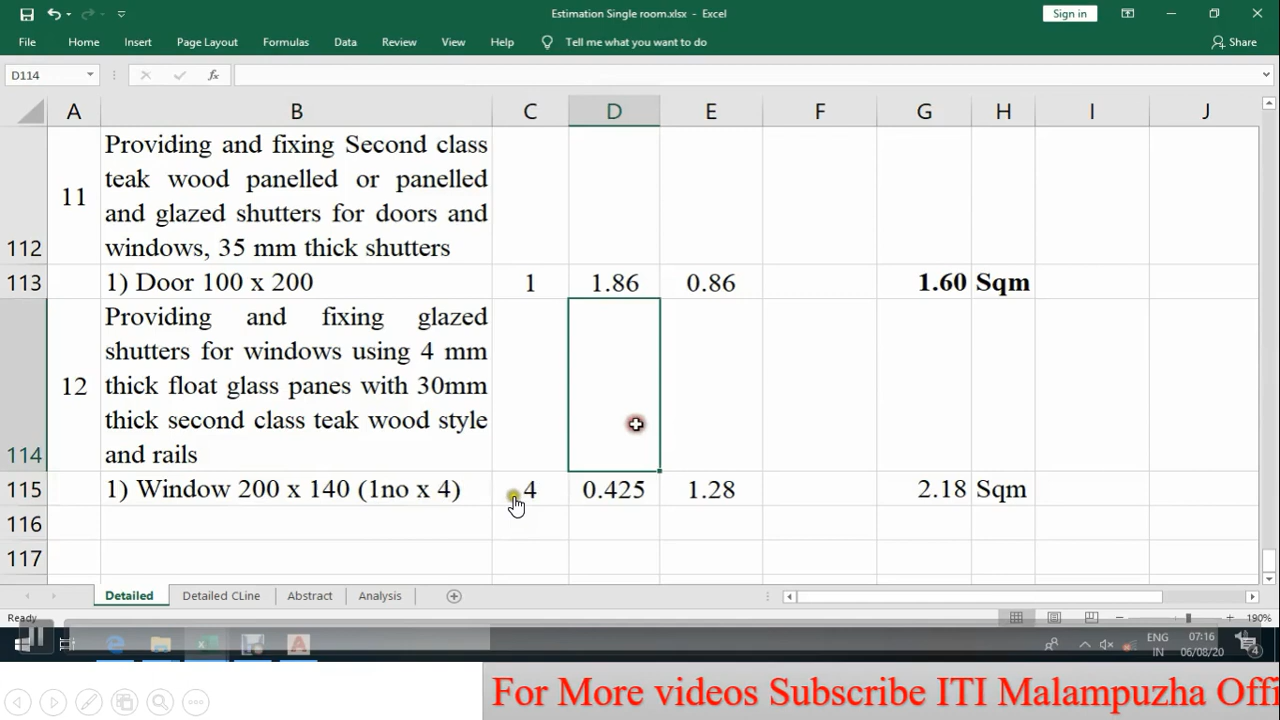 Estimation Single room.xlsx - Excel
Sign in
File Home Insert Page Layout Formulas Data Review View Help Tell me what you want to do Share
D114 fx
A B C D E F G H I J
Providing and fixing Second class
teak wood panelled or panelled
11
and glazed shutters for doors and
112 windows, 35 mm thick shutters
113 1) Door 100 x 200 1 1.86 0.86 1.60 Sqm
Providing and fixing glazed
shutters for windows using 4 mm
12 thick float glass panes with 30mm
thick second class teak wood style
114 and rails
115 1) Window 200 x 140 (1no x 4) 4 0.425 1.28 2.18 Sqm
116
117
Detailed Detailed CLine Abstract Analysis
Ready 190%
ENG 07:16
IN 06/08/20 4
For More videos Subscribe ITI Malampuzha Offi